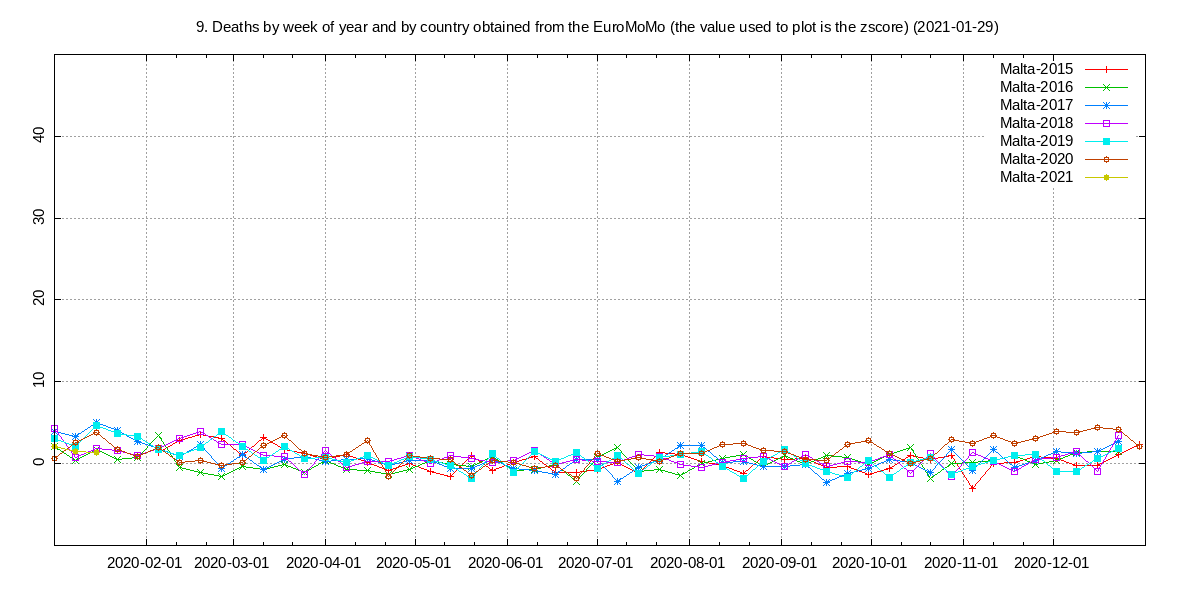 9. Deaths by week of year and by country obtained from the EuroMoMo (the value used to plot is the zscore) (2021-01-29)
Malta-2015
Malta-2016
Malta-2017
Malta-2018
Malta-2019
Malta-2020
Malta-2021
40
30
20
10
0
2020-02-01 2020-03-01 2020-04-01 2020-05-01 2020-06-01 2020-07-01 2020-08-01 2020-09-01 2020-10-01 2020-11-01 2020-12-01